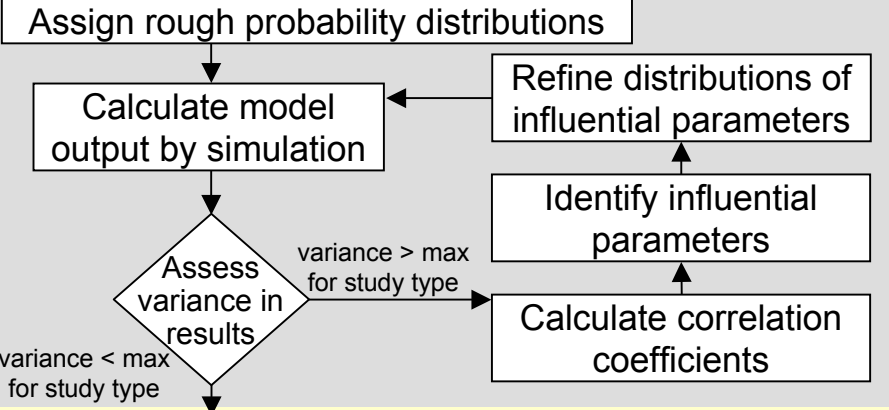 Assign rough probability distributions
Calculate model
output by simulation
Refine distributions of
influential parameters
Identify influential
parameters
Assess
variance in
results
variance > max
for study type
Calculate correlation
coefficients
variance < max
for study type